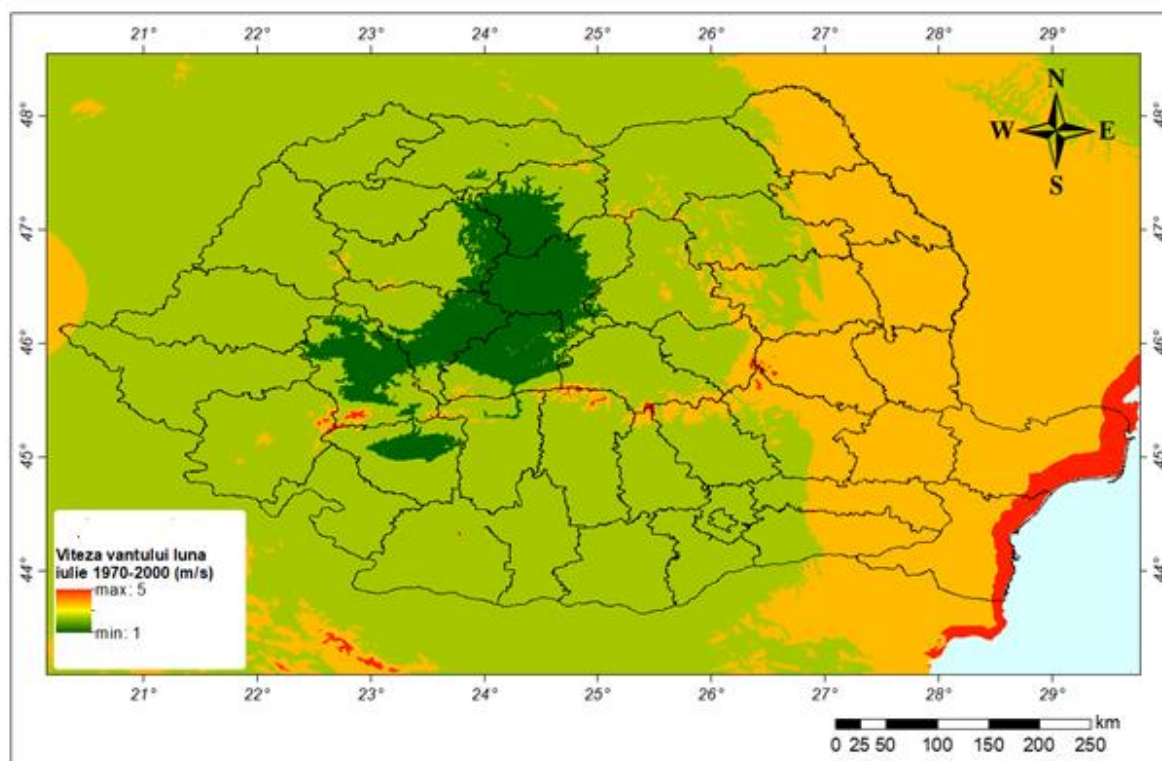 21° 22° 23° 24° 25° 26° 27° 28° 29°
N
W E
S
48° 48°
47° 47°
46° 46°
45° 45°
44° 44°
Viteza vantului luna
iulie 1970-2000 (m/s)
max: 5
min: 1
21° 22° 23° 24° 25° 26° 27° 28° 29°
km
0 25 50 100 150 200 250